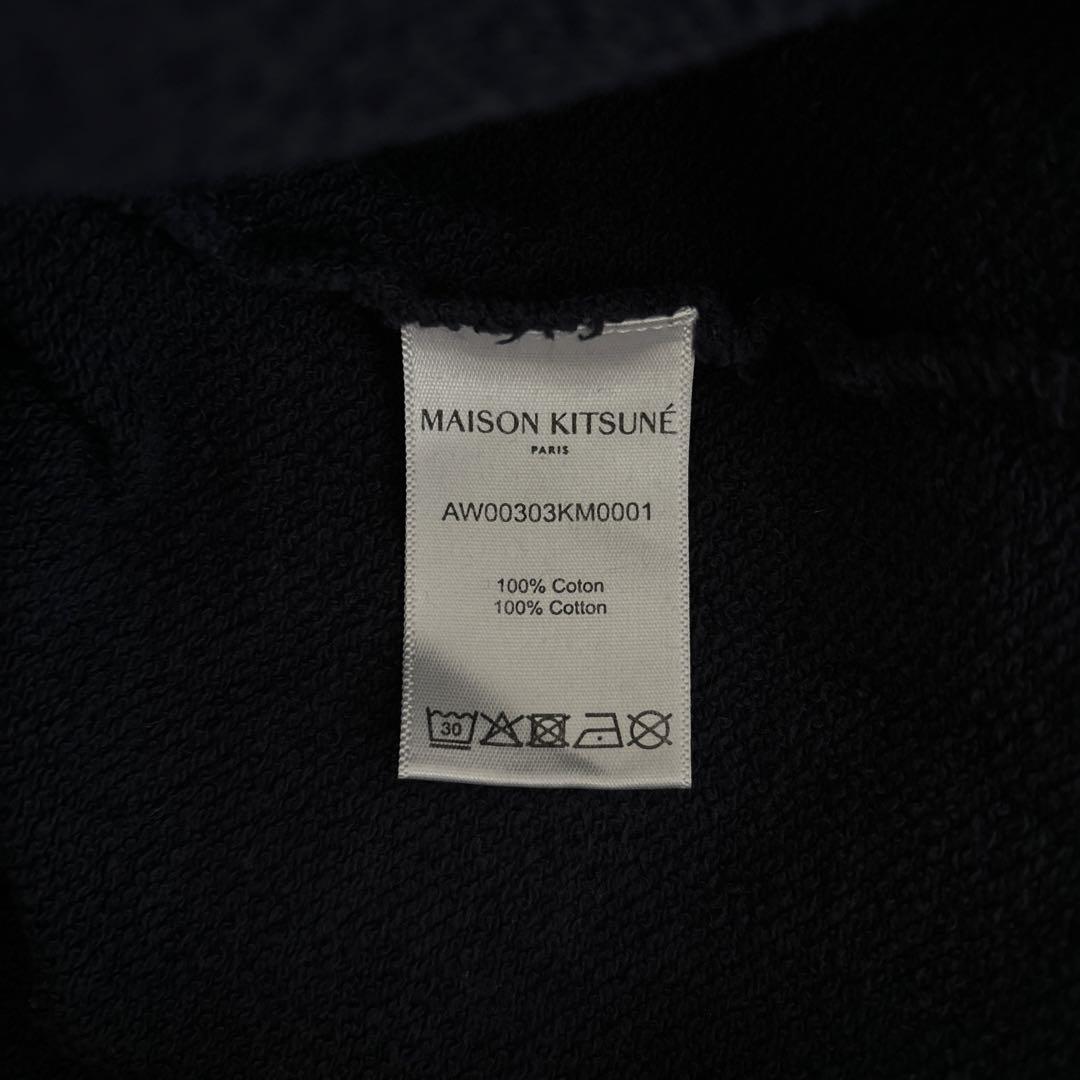 MAISON KITSUNÉ
PARIS
AW00303KM0001
100% Coton
100% Cotton
30